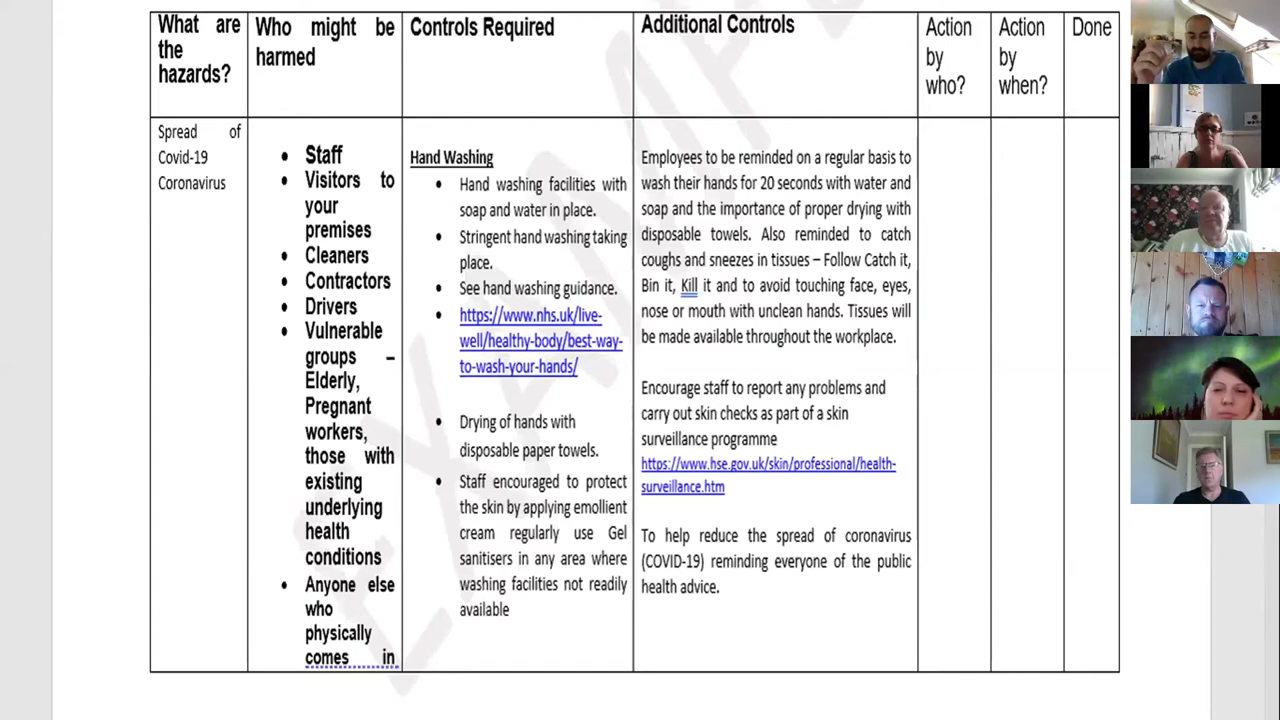 What are
the
hazards?
Who might be
harmed
Controls Required
Additional Controls
Action
by
who?
Action
by
when?
Done
Spread of
Covid-19
Coronavirus
• Staff
• Visitors to
your
premises
• Cleaners
• Contractors
• Drivers
• Vulnerable
groups –
Elderly,
Pregnant
workers,
those with
existing
underlying
health
conditions
• Anyone else
who
physically
comes in
Hand Washing
• Hand washing facilities with
soap and water in place.
• Stringent hand washing taking
place.
• See hand washing guidance.
• https://www.nhs.uk/live-
well/healthy-body/best-way-
to-wash-your-hands/
• Drying of hands with
disposable paper towels.
• Staff encouraged to protect
the skin by applying emollient
cream regularly use Gel
sanitisers in any area where
washing facilities not readily
available
Employees to be reminded on a regular basis to
wash their hands for 20 seconds with water and
soap and the importance of proper drying with
disposable towels. Also reminded to catch
coughs and sneezes in tissues – Follow Catch it,
Bin it, Kill it and to avoid touching face, eyes,
nose or mouth with unclean hands. Tissues will
be made available throughout the workplace.
Encourage staff to report any problems and
carry out skin checks as part of a skin
surveillance programme
https://www.hse.gov.uk/skin/professional/health-
surveillance.htm
To help reduce the spread of coronavirus
(COVID-19) reminding everyone of the public
health advice.